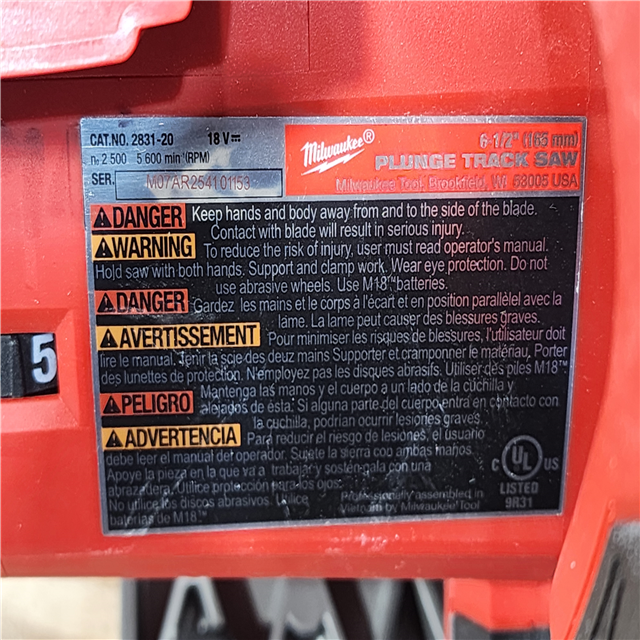 CAT.NO. 2831-20 18 V⎓
n₀ 2 500 5 600 min⁻¹(RPM)
SER. M07AR254101153
Milwaukee® 6-1/2" (165 mm)
PLUNGE TRACK SAW
Milwaukee Tool, Brookfield, WI 53005 USA
DANGER Keep hands and body away from and to the side of the blade.
Contact with blade will result in serious injury.
WARNING To reduce the risk of injury, user must read operator's manual.
Hold saw with both hands. Support and clamp work. Wear eye protection. Do not
use abrasive wheels. Use M18™ batteries.
DANGER Gardez les mains et le corps à l'écart et en position parallèle avec la
lame. La lame peut causer des blessures graves.
AVERTISSEMENT Pour minimiser les risques de blessures, l'utilisateur doit
lire le manuel. Tenir la scie des deux mains Supporter et cramponner le matériau. Porter
des lunettes de protection. N'employez pas les disques abrasifs. Utiliser des piles M18™
PELIGRO Mantenga las manos y el cuerpo a un lado de la cuchilla y
alejados de ésta. Si alguna parte del cuerpo entra en contacto con
la cuchilla, podrían ocurrir lesiones graves.
ADVERTENCIA Para reducir el riesgo de lesiones, el usuario
debe leer el manual del operador. Sujete la sierra con ambas manos.
Apoye la pieza en la que va a trabajar y sosténgala con una
abrazadera. Utilice protección para los ojos.
No utilice discos abrasivos. Utilice
baterías de M18™
Professionally assembled in
Vietnam by Milwaukee Tool
C UL US
LISTED
9R31
5